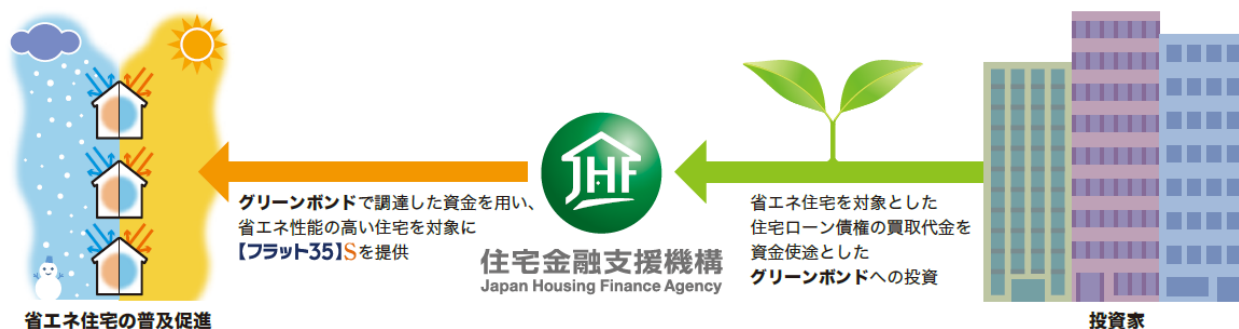 グリーンボンドで調達した資金を用い、
省エネ性能の高い住宅を対象に
【フラット35】Sを提供
省エネ住宅の普及促進
JHF
住宅金融支援機構
Japan Housing Finance Agency
省エネ住宅を対象とした
住宅ローン債権の買取代金を
資金使途とした
グリーンボンドへの投資
投資家